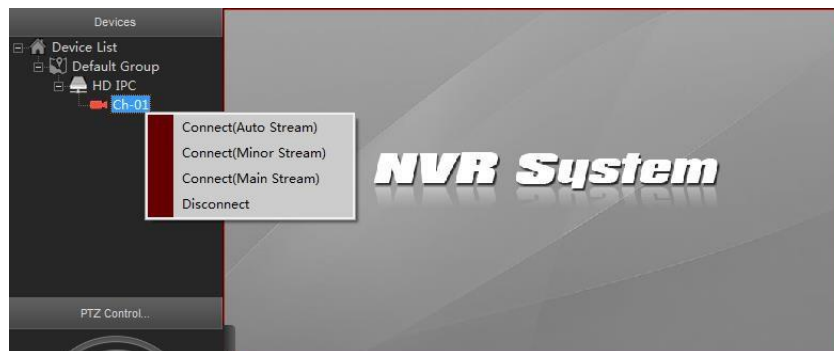 Devices
Device List
Default Group
HD IPC
Ch-01
Connect(Auto Stream)
Connect(Minor Stream)
Connect(Main Stream)
Disconnect
NVR System
PTZ Control...